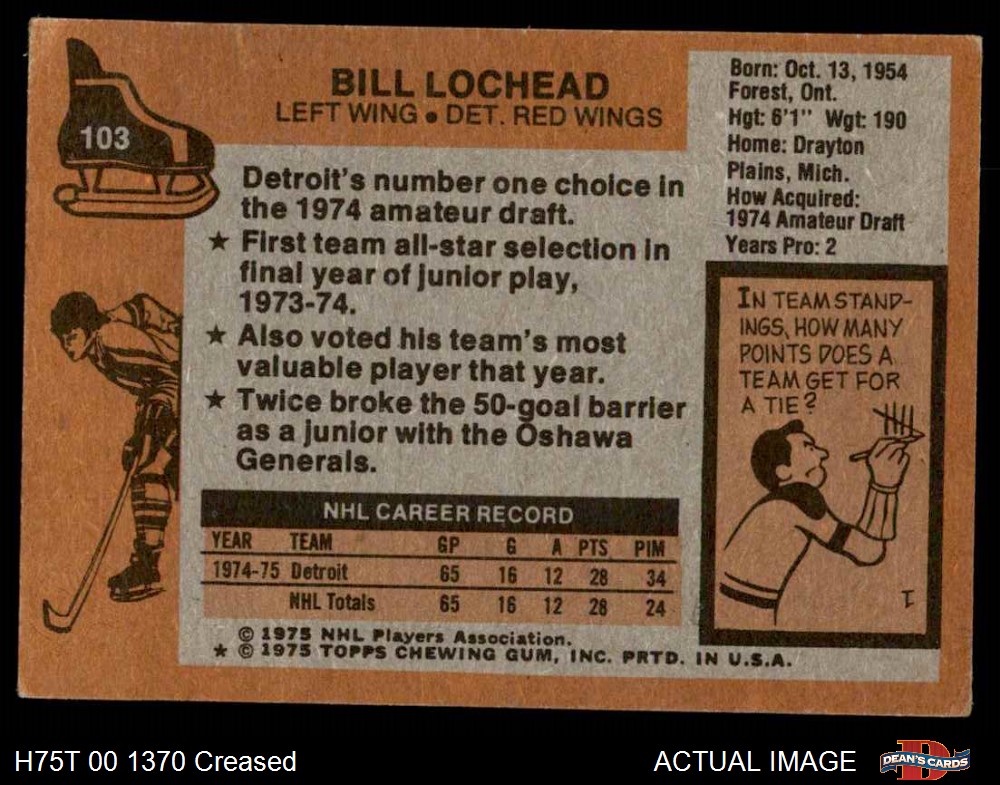 103
BILL LOCHEAD
LEFT WING • DET. RED WINGS
Detroit's number one choice in
the 1974 amateur draft.
★ First team all-star selection in
final year of junior play,
1973-74.
★ Also voted his team's most
valuable player that year.
★ Twice broke the 50-goal barrier
as a junior with the Oshawa
Generals.
Born: Oct. 13, 1954
Forest, Ont.
Hgt: 6'1" Wgt: 190
Home: Drayton
Plains, Mich.
How Acquired:
1974 Amateur Draft
Years Pro: 2
IN TEAM STAND-
INGS, HOW MANY
POINTS DOES A
TEAM GET FOR
A TIE?
I
NHL CAREER RECORD
YEAR TEAM GP G A PTS PIM
1974-75 Detroit 65 16 12 28 34
NHL Totals 65 16 12 28 24
© 1975 NHL Players Association.
★ © 1975 TOPPS CHEWING GUM, INC. PRTD. IN U.S.A.
H75T 00 1370 Creased
ACTUAL IMAGE
D
DEAN'S CARDS